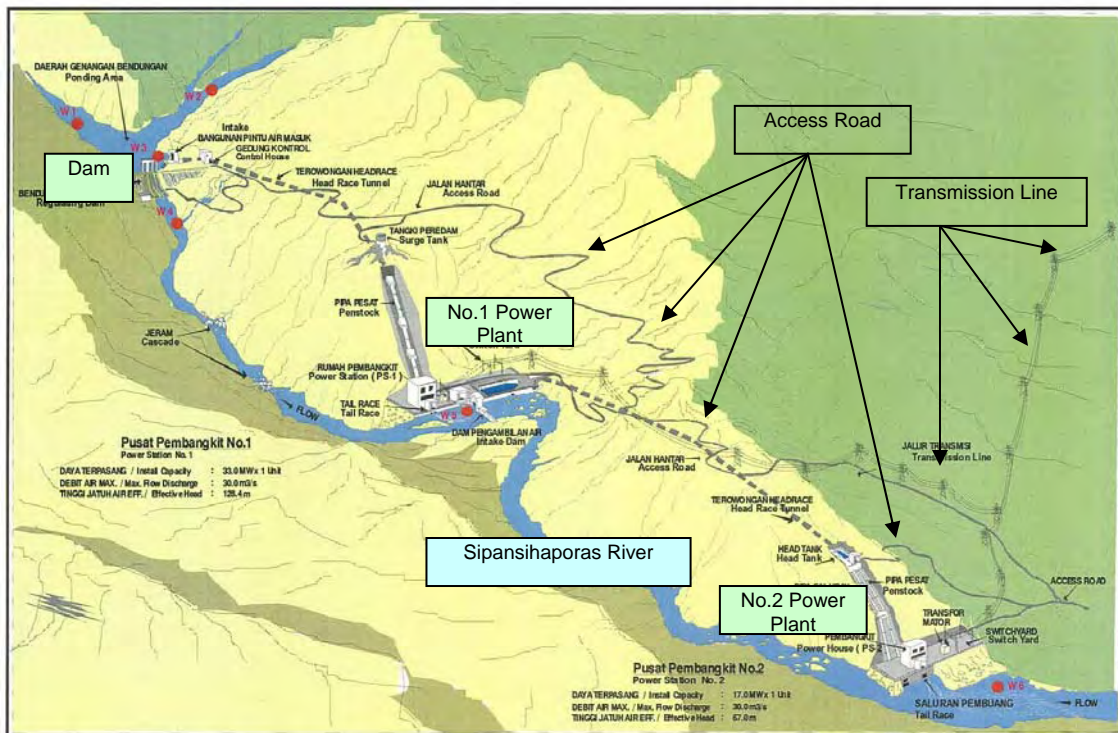 DAERAH GENANGAN BENDUNGAN
Ponding Area
W1
W2
W3
Intake
BANGUNAN PINTU AIR MASUK
GEDUNG KONTROL
Control House
Dam
W4
TEROWONGAN HEADRACE
Head Race Tunnel
JALAN HANTAR
Access Road
Access Road
Transmission Line
TANGKI PEREDAM
Surge Tank
PIPA PESAT
Penstock
No.1 Power
Plant
JERAM
Cascade
RUMAH PEMBANGKIT
Power Station (PS-1)
TAIL RACE
Tail Race
W5
DAM PENGAMBILAN AIR
Intake Dam
FLOW
Pusat Pembangkit No.1
Power Station No. 1
DAYA TERPASANG / Install Capacity : 33.0 MW x 1 Unit
DEBIT AIR MAX. / Max. Flow Discharge : 30.0 m3/s
TINGGI JATUH AIR EFF. / Effective Head : 128.4 m
JALAN HANTAR
Access Road
JALUR TRANSMISI
Transmission Line
TEROWONGAN HEADRACE
Head Race Tunnel
Sipansihaporas River
HEAD TANK
Head Tank
PIPA PESAT
Penstock
ACCESS ROAD
No.2 Power
Plant
TRANSFOR
MATOR
SWITCHYARD
Switch Yard
PEMBANGKIT
Power House (PS-2
W6
FLOW
SALURAN PEMBUANG
Tail Race
Pusat Pembangkit No.2
Power Station No. 2
DAYA TERPASANG / Install Capacity : 17.0 MW x 1 Unit
DEBIT AIR MAX. / Max. Flow Discharge : 30.0 m3/s
TINGGI JATUH AIR EFF. / Effective Head : 67.0 m